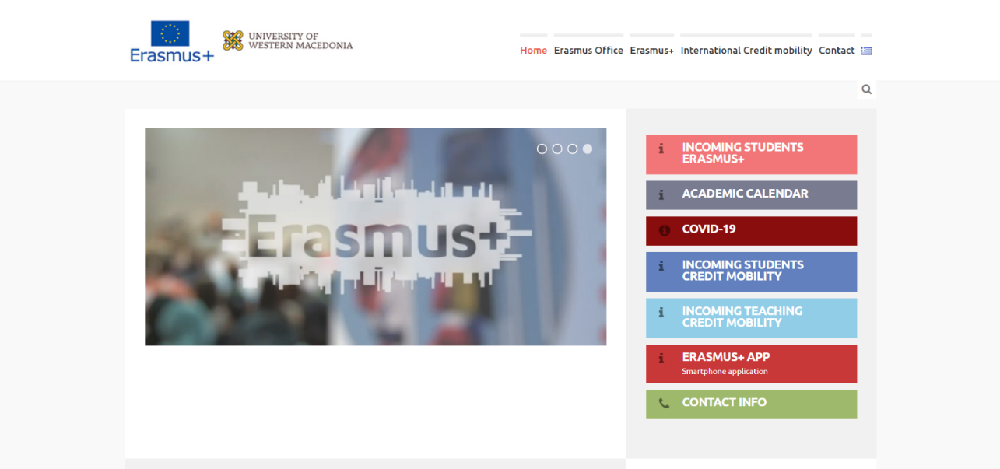 Erasmus+
UNIVERSITY OF
WESTERN MACEDONIA
Home Erasmus Office Erasmus+ International Credit mobility Contact
Erasmus+
INCOMING STUDENTS
ERASMUS+
ACADEMIC CALENDAR
COVID-19
INCOMING STUDENTS
CREDIT MOBILITY
INCOMING TEACHING
CREDIT MOBILITY
ERASMUS+ APP
Smartphone application
CONTACT INFO